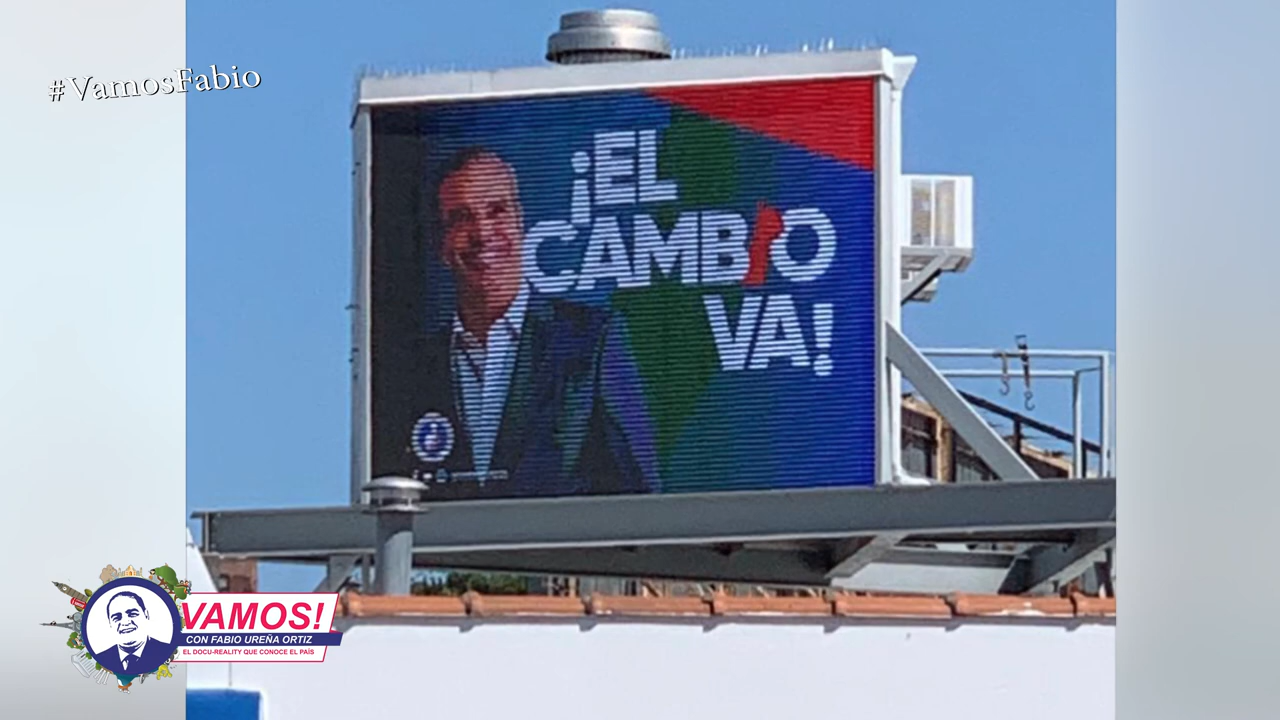 #VamosFabio
¡EL
CAMBIO
VA!
VAMOS!
CON FABIO UREÑA ORTIZ
EL DOCU-REALITY QUE CONOCE EL PAÍS